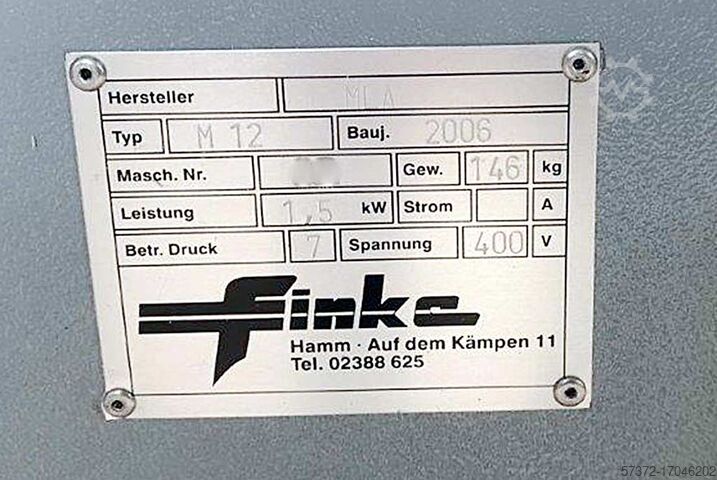 Hersteller MLA
Typ M 12 Bauj. 2006
Masch. Nr. Gew. 146 kg
Leistung 1,5 kW Strom A
Betr. Druck 7 Spannung 400 V
finke
Hamm · Auf dem Kämpen 11
Tel. 02388 625
57372-17046202